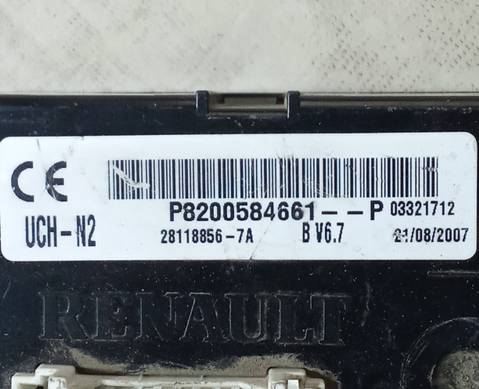 CE
P8200584661--P 03321712
UCH-N2 28118856-7A B V6.7 21/08/2007
RENAULT